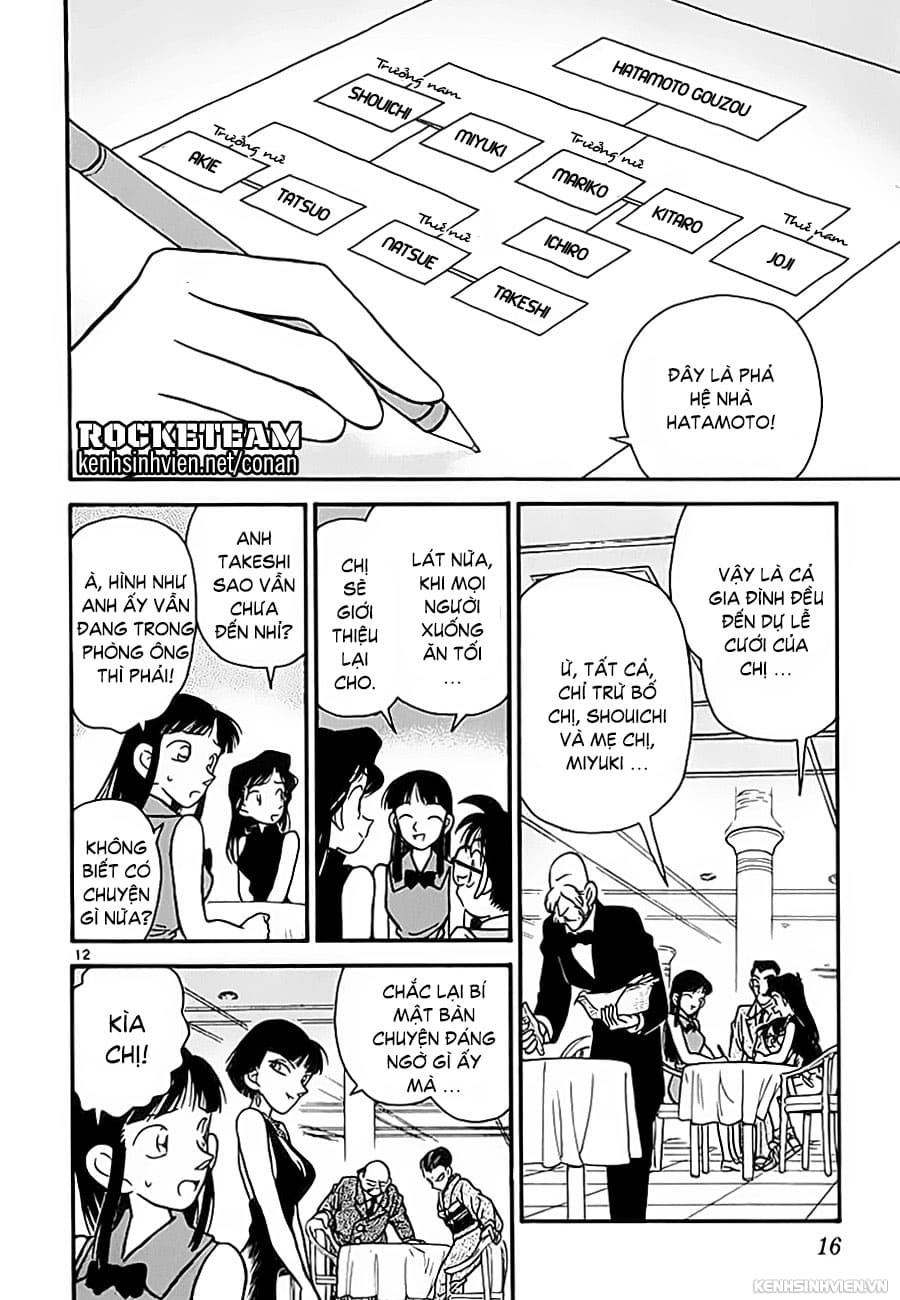 HATAMOTO GOUZOU
Trưởng nam
SHOUICHI
MIYUKI
Trưởng nữ
MARIKO
KITARO
Thứ nam
JOJI
Trưởng nữ
AKIE
TATSUO
Thứ nữ
NATSUE
TAKESHI
ICHIRO
ĐÂY LÀ PHẢ
HỆ NHÀ
HATAMOTO!
ROCKETEAM
kenhsinhvien.net/conan
VẬY LÀ CẢ
GIA ĐÌNH ĐỀU
ĐẾN DỰ LỄ
CƯỚI CỦA
CHỊ ...
Ừ, TẤT CẢ,
CHỈ TRỪ BỐ
CHỊ, SHOUICHI
VÀ MẸ CHỊ,
MIYUKI ...
LÁT NỮA,
KHI MỌI
NGƯỜI
XUỐNG
ĂN TỐI
...
CHỊ
SẼ
GIỚI
THIỆU
LẠI
CHO.
ANH
TAKESHI
SAO VẪN
CHƯA
ĐẾN NHỈ?
À, HÌNH NHƯ
ANH ẤY VẪN
ĐANG TRONG
PHÒNG ÔNG
THÌ PHẢI!
KHÔNG
BIẾT CÓ
CHUYỆN
GÌ NỮA?
12
CHẮC LẠI BÍ
MẬT BÀN
CHUYỆN ĐÁNG
NGỜ GÌ ẤY
MÀ ...
KÌA
CHỊ!
16
KENHSINHVIEN.VN